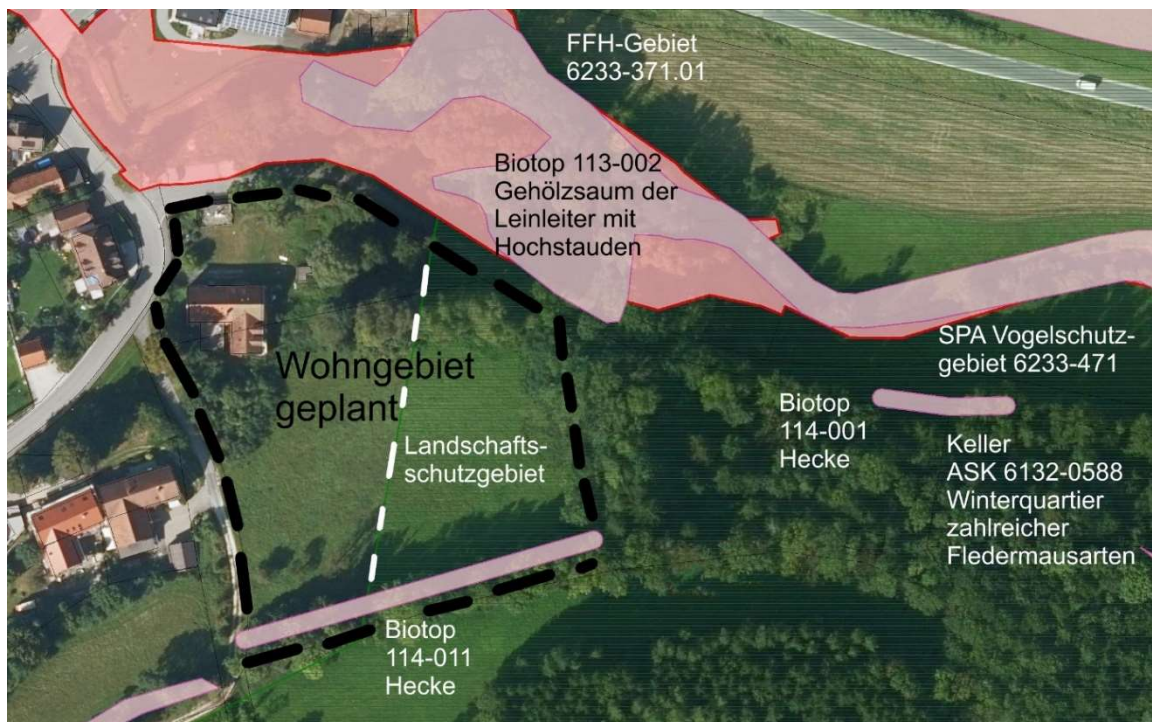 FFH-Gebiet
6233-371.01
Biotop 113-002
Gehölzsaum der
Leinleiter mit
Hochstauden
SPA Vogelschutz-
gebiet 6233-471
Wohngebiet
geplant
Biotop
114-001
Hecke
Landschafts-
schutzgebiet
Keller
ASK 6132-0588
Winterquartier
zahlreicher
Fledermausarten
Biotop
114-011
Hecke